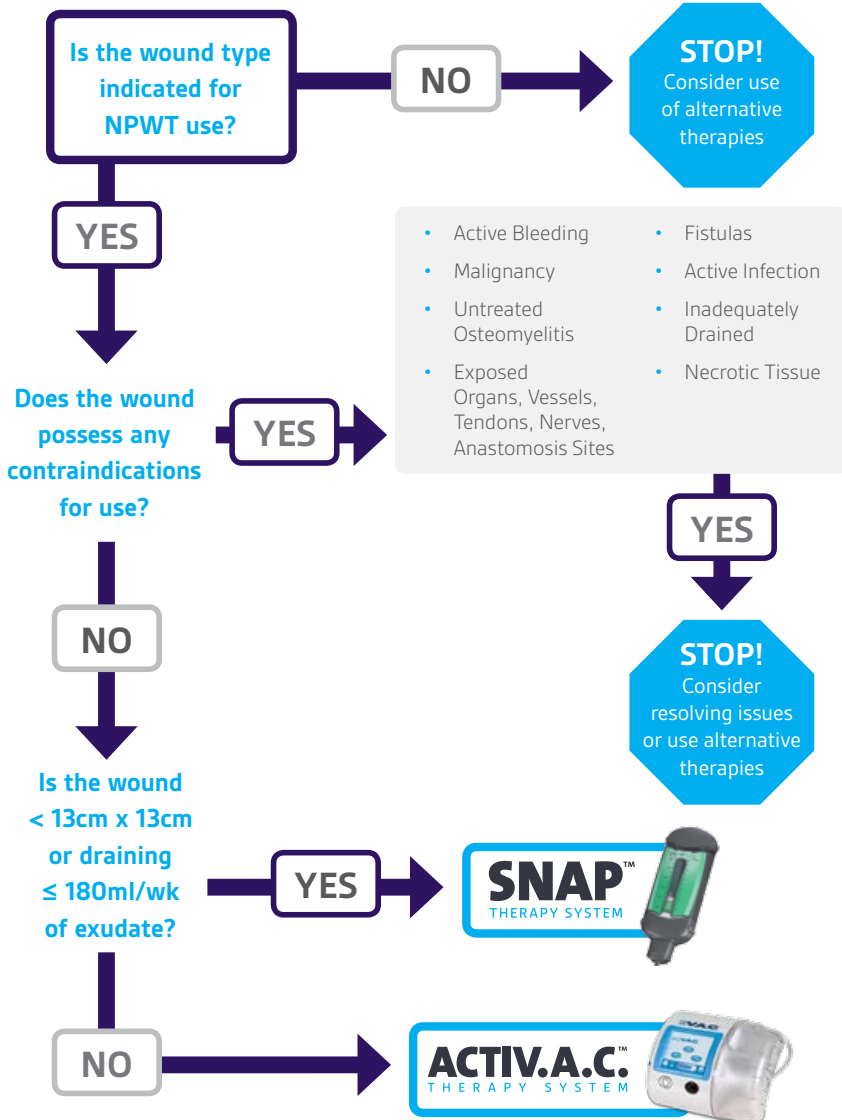 Is the wound type
indicated for
NPWT use?
NO
STOP!
Consider use
of alternative
therapies
YES
• Active Bleeding
• Malignancy
• Untreated
Osteomyelitis
• Exposed
Organs, Vessels,
Tendons, Nerves,
Anastomosis Sites
• Fistulas
• Active Infection
• Inadequately
Drained
• Necrotic Tissue
Does the wound
possess any
contraindications
for use?
YES
YES
STOP!
Consider
resolving issues
or use alternative
therapies
NO
Is the wound
< 13cm x 13cm
or draining
≤ 180ml/wk
of exudate?
YES
SNAP™
THERAPY SYSTEM
NO
ACTIV.A.C.™
THERAPY SYSTEM